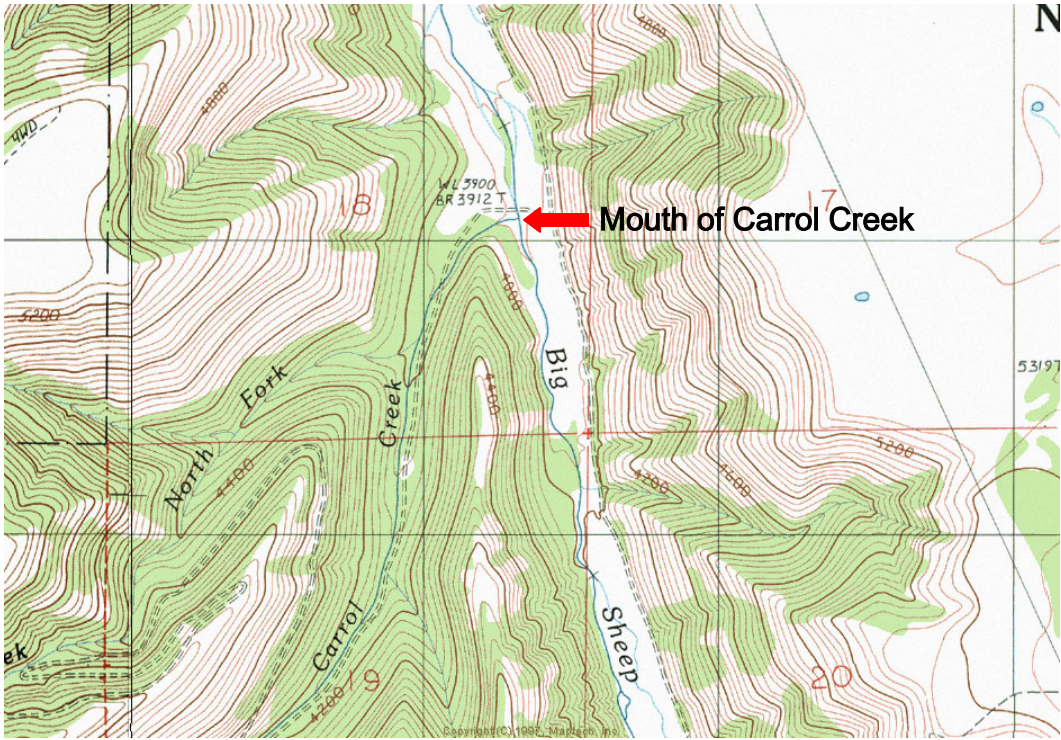 N
4800
4800
4WD
WL 3900
BR 3912 T
18
17
Mouth of Carrol Creek
4000
5200
Big
5319T
Fork
4400
Creek
North
4400
5200
4200
4600
Sheep
Carrol
ek
4200
19
20
Copyright (C) 1997, Maptech, Inc.